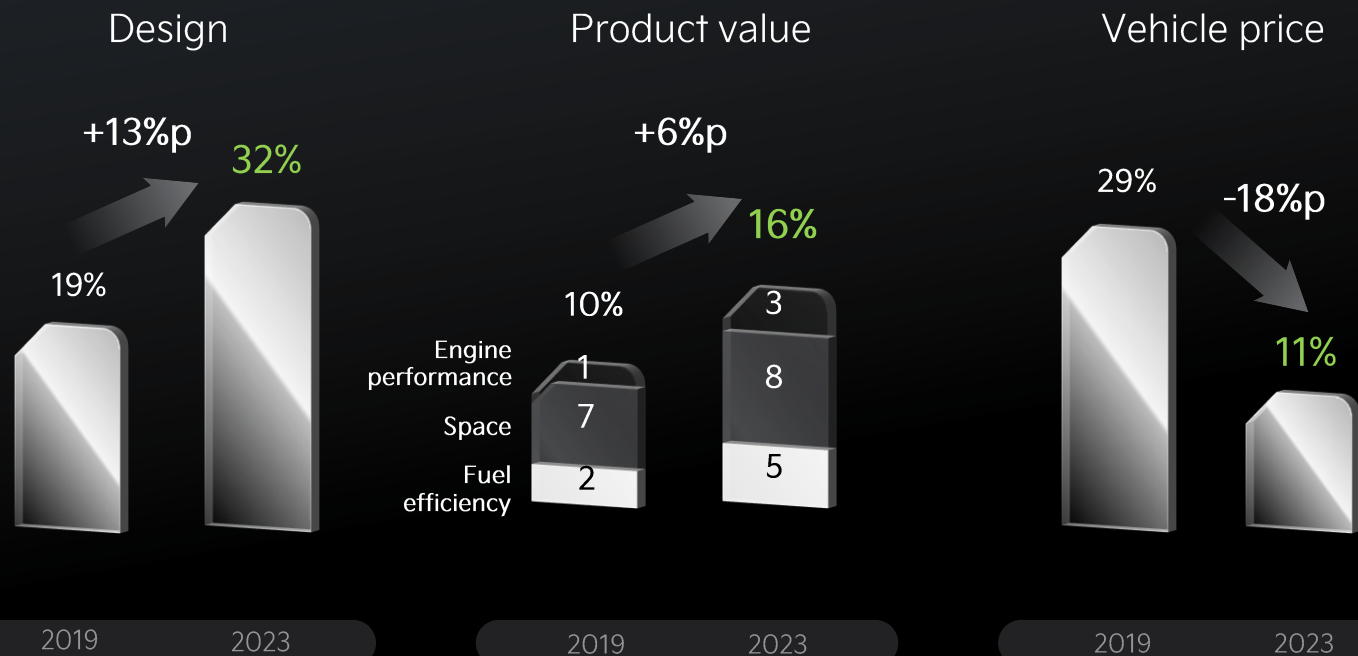 Design
+13%p
32%
19%
2019
2023
Product value
+6%p
16%
10%
Engine
performance
Space
Fuel
efficiency
1
7
2
3
8
5
2019
2023
Vehicle price
29%
-18%p
11%
2019
2023